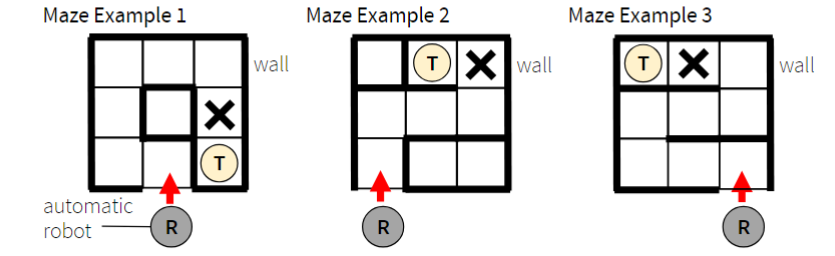 Maze Example 1
Maze Example 2
Maze Example 3
T
T
wall
wall
wall
T
automatic
robot
R
R
R